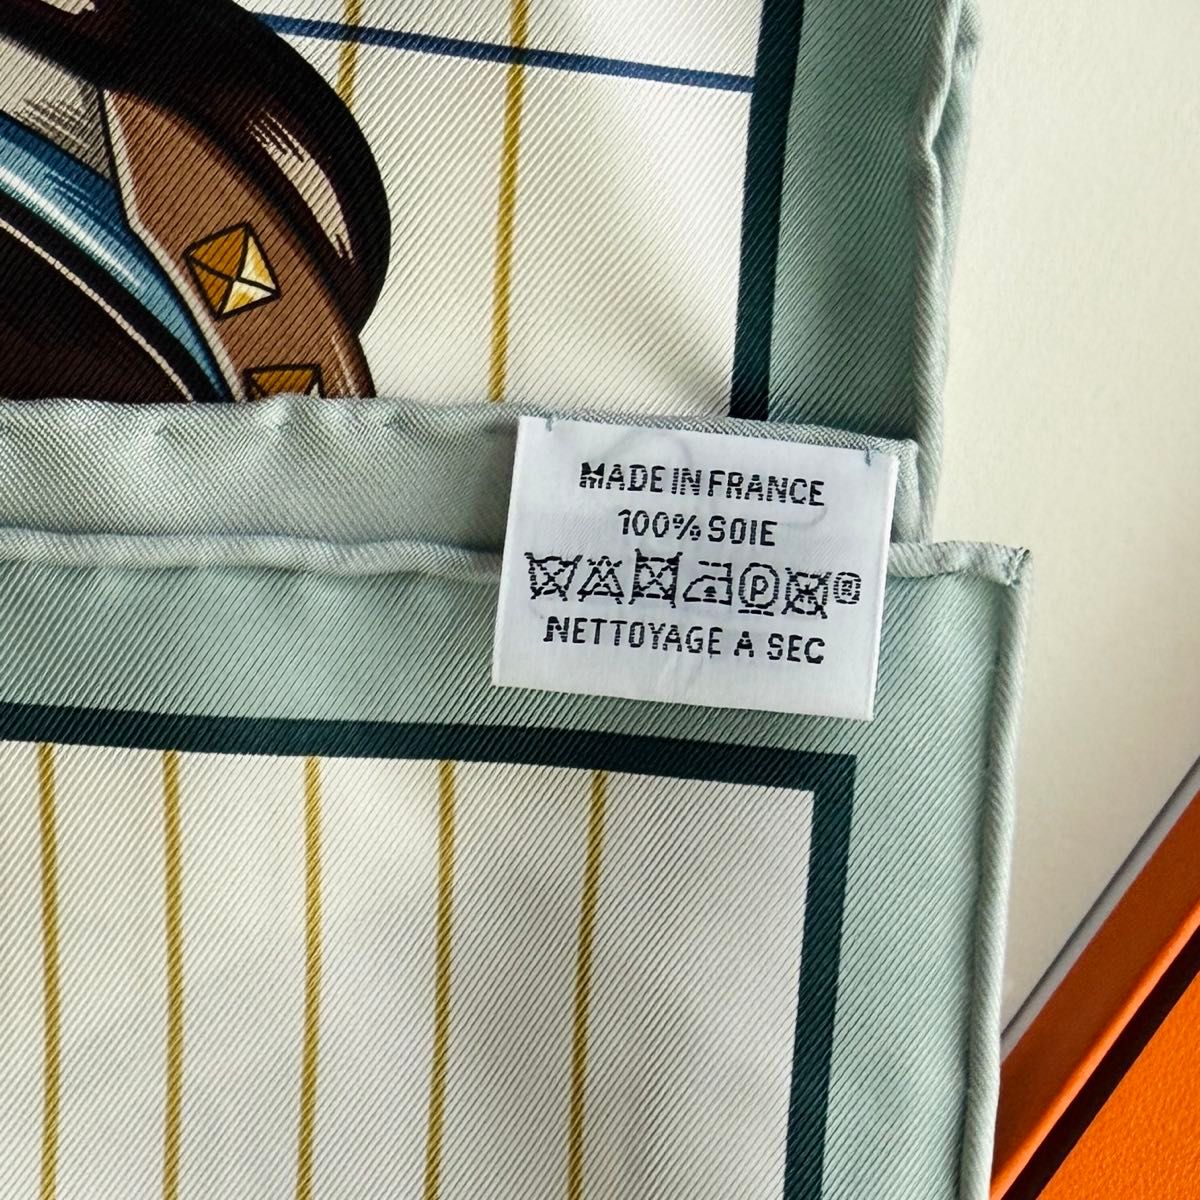 MADE IN FRANCE
100% SOIE
P ®
NETTOYAGE A SEC